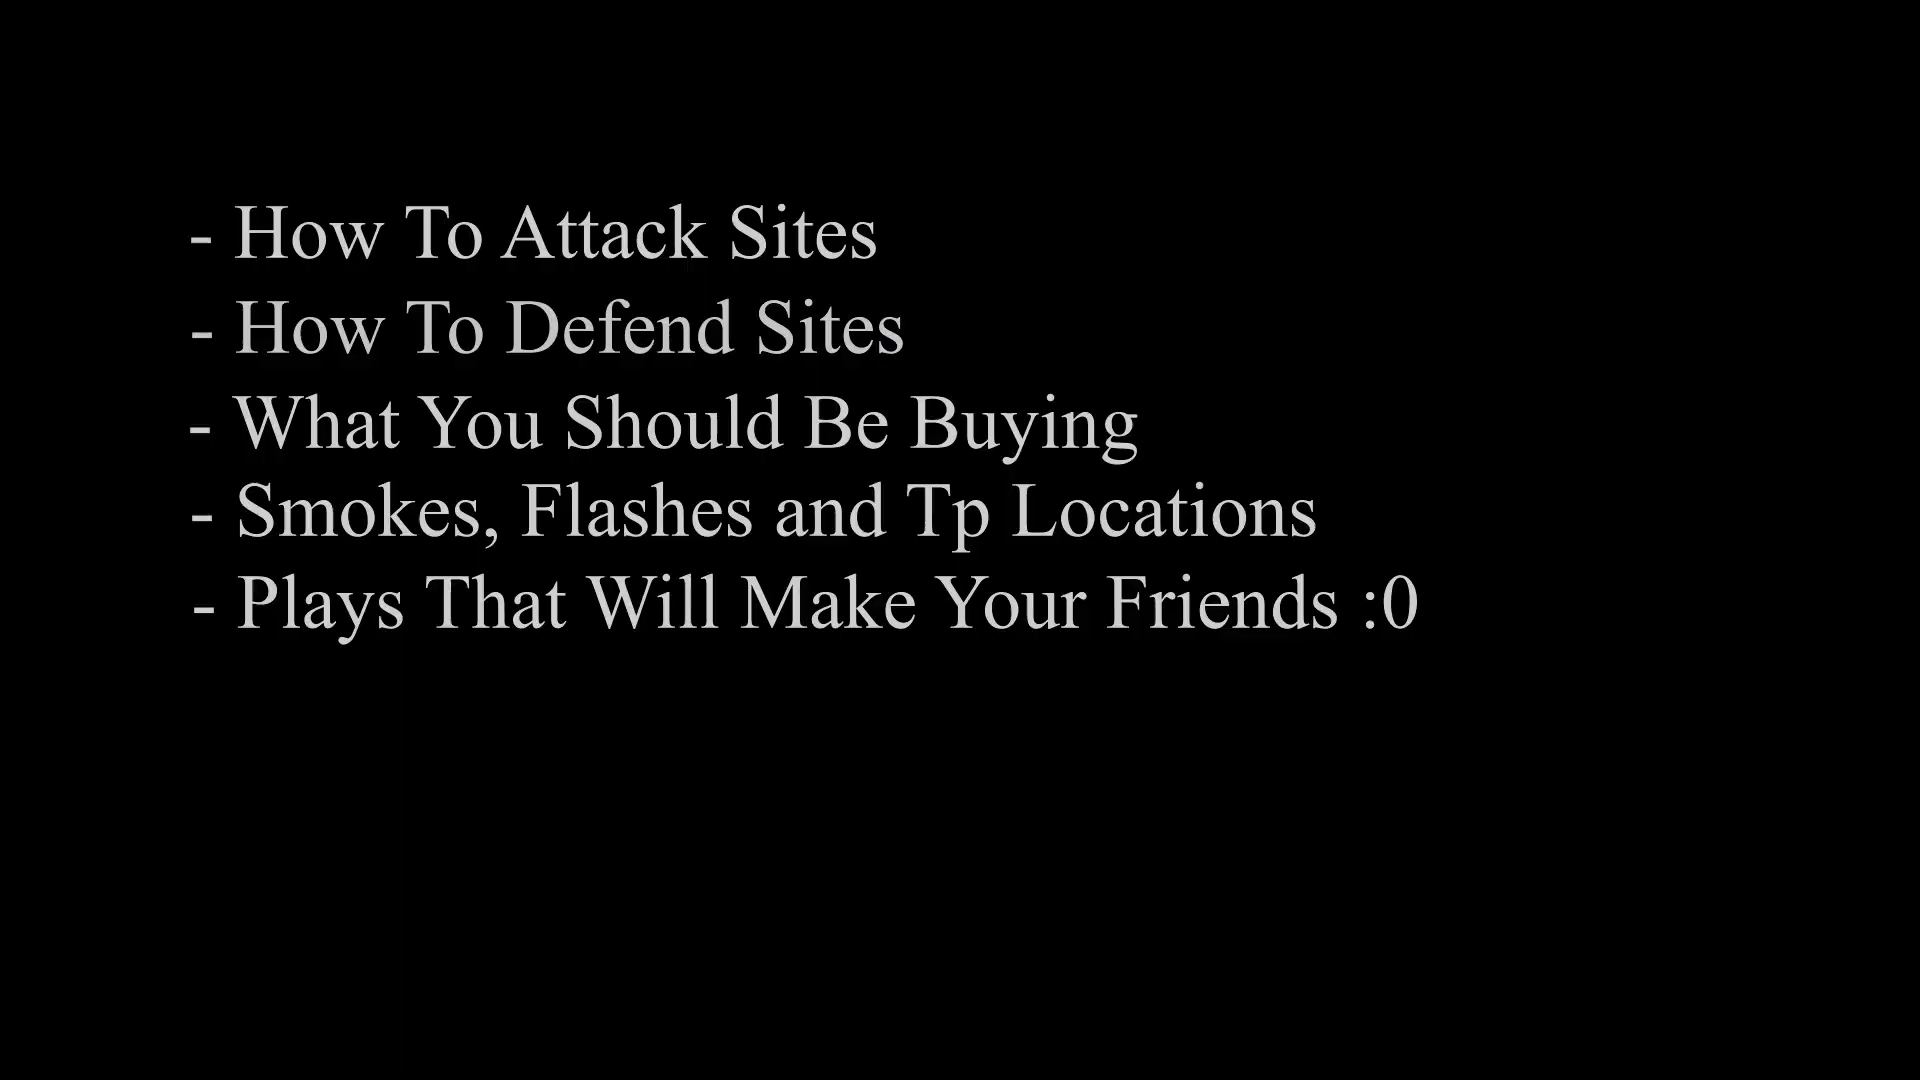 - How To Attack Sites
- How To Defend Sites
- What You Should Be Buying
- Smokes, Flashes and Tp Locations
- Plays That Will Make Your Friends :0